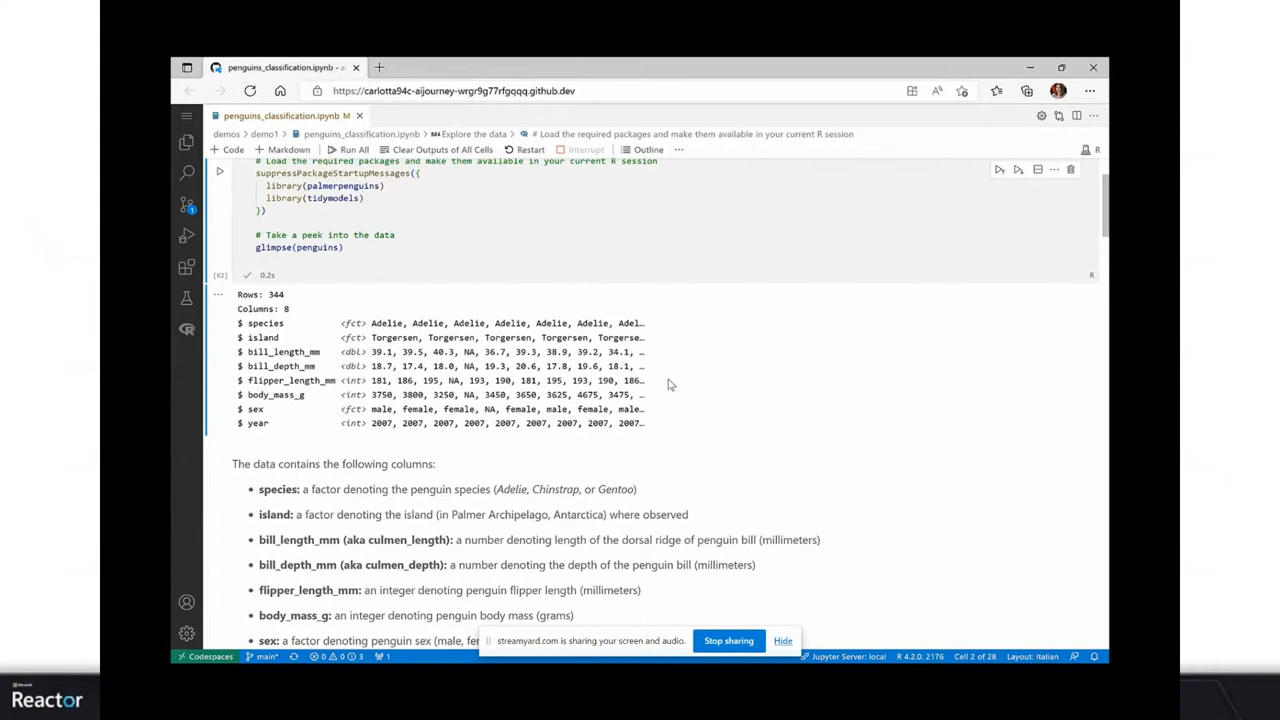 penguins_classification.ipynb - a
https://carlotta94c-aijourney-wrgr9g77rfgqqq.github.dev
penguins_classification.ipynb M
demos > demo1 > penguins_classification.ipynb > Explore the data > # Load the required packages and make them available in your current R session
+ Code + Markdown Run All Clear Outputs of All Cells Restart Interrupt Outline ... R
# Load the required packages and make them available in your current R session
suppressPackageStartupMessages({
library(palmerpenguins)
library(tidymodels)
})
# Take a peek into the data
glimpse(penguins)
[62] 0.2s R
Rows: 344
Columns: 8
$ species <fct> Adelie, Adelie, Adelie, Adelie, Adelie, Adelie, Adel…
$ island <fct> Torgersen, Torgersen, Torgersen, Torgersen, Torgerse…
$ bill_length_mm <dbl> 39.1, 39.5, 40.3, NA, 36.7, 39.3, 38.9, 39.2, 34.1, …
$ bill_depth_mm <dbl> 18.7, 17.4, 18.0, NA, 19.3, 20.6, 17.8, 19.6, 18.1, …
$ flipper_length_mm <int> 181, 186, 195, NA, 193, 190, 181, 195, 193, 190, 186…
$ body_mass_g <int> 3750, 3800, 3250, NA, 3450, 3650, 3625, 4675, 3475, …
$ sex <fct> male, female, female, NA, female, male, female, male…
$ year <int> 2007, 2007, 2007, 2007, 2007, 2007, 2007, 2007, 2007…
The data contains the following columns:
• species: a factor denoting the penguin species (Adelie, Chinstrap, or Gentoo)
• island: a factor denoting the island (in Palmer Archipelago, Antarctica) where observed
• bill_length_mm (aka culmen_length): a number denoting length of the dorsal ridge of penguin bill (millimeters)
• bill_depth_mm (aka culmen_depth): a number denoting the depth of the penguin bill (millimeters)
• flipper_length_mm: an integer denoting penguin flipper length (millimeters)
• body_mass_g: an integer denoting penguin body mass (grams)
• sex: a factor denoting penguin sex (male, fe
streamyard.com is sharing your screen and audio. Stop sharing Hide
Codespaces main* 0 0 3 1 Jupyter Server: local R 4.2.0: 2176 Cell 2 of 28 Layout: Italian
Microsoft
Reactor